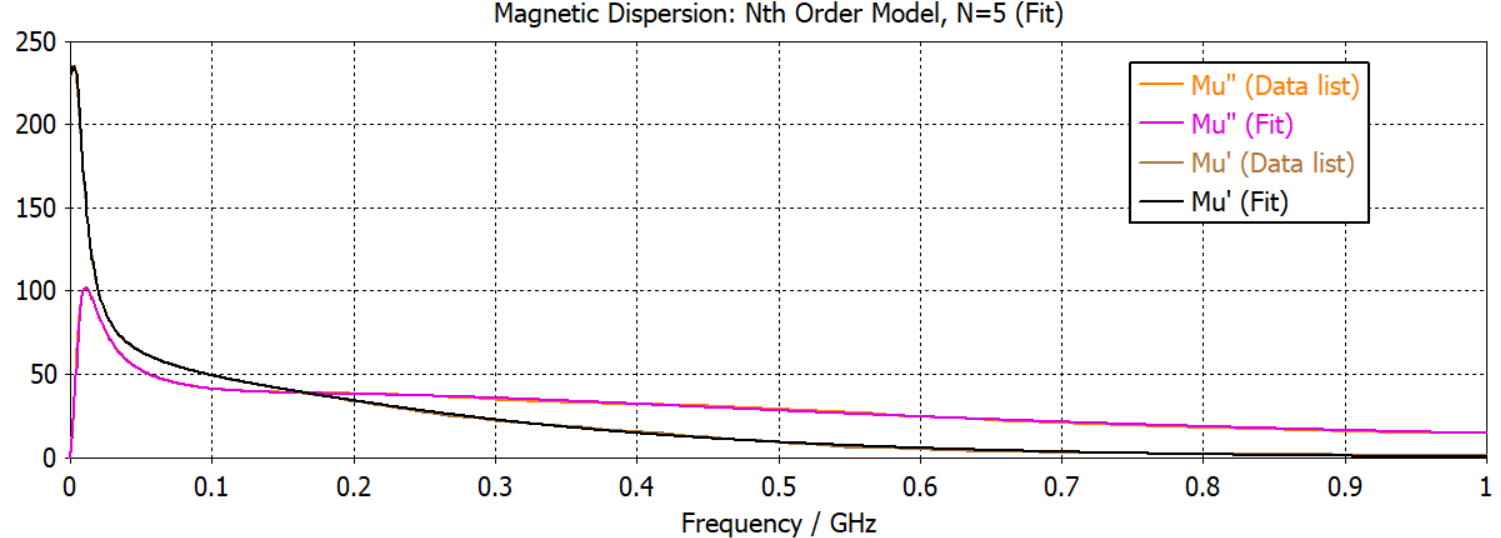 Magnetic Dispersion: Nth Order Model, N=5 (Fit)
250
200
150
100
50
0
Mu" (Data list)
Mu" (Fit)
Mu' (Data list)
Mu' (Fit)
0 0.1 0.2 0.3 0.4 0.5 0.6 0.7 0.8 0.9 1
Frequency / GHz